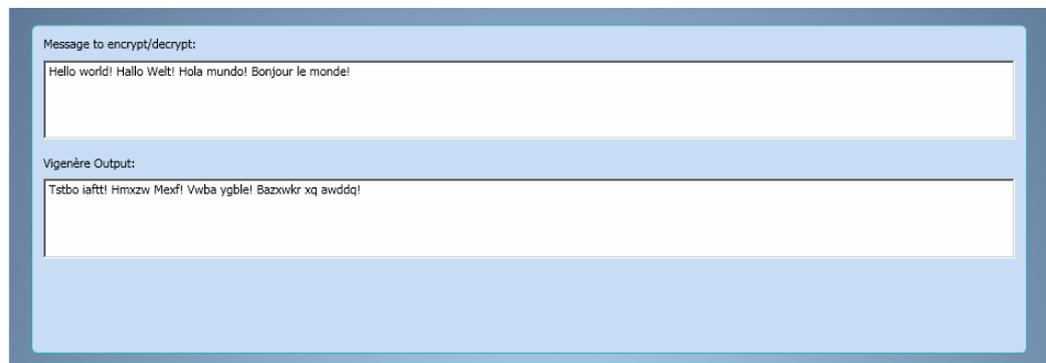 Message to encrypt/decrypt:
Hello world! Hallo Welt! Hola mundo! Bonjour le monde!
Vigenère Output:
Tstbo iaftt! Hmxzw Mexf! Vwba ygble! Bazxwkr xq awddq!